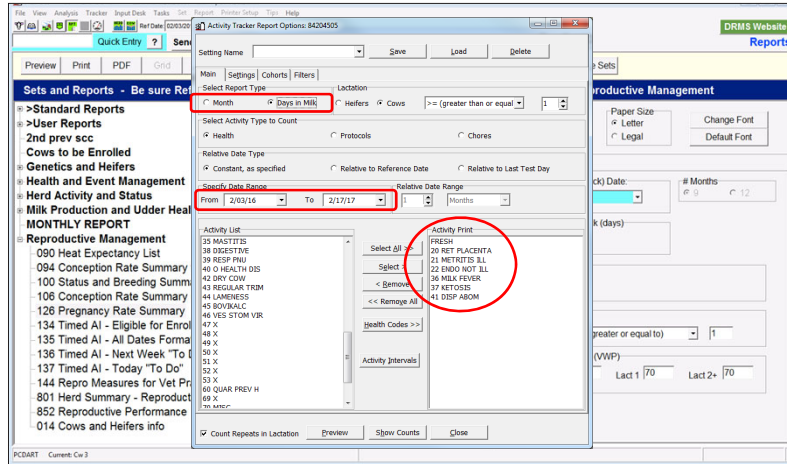 File View Analysis Tracker Input Desk Tasks Set Report Printer Setup Tips Help
Ref Date: 02/03/20
DRMS Website
Quick Entry ? Sen
Reports
Preview Print PDF Grid
e Sets
Sets and Reports - Be sure Re
roductive Management
>Standard Reports
>User Reports
2nd prev scc
Cows to be Enrolled
Genetics and Heifers
Health and Event Management
Herd Activity and Status
Milk Production and Udder Heal
MONTHLY REPORT
Reproductive Management
090 Heat Expectancy List
094 Conception Rate Summary
100 Status and Breeding Summ
106 Conception Rate Summary
126 Pregnancy Rate Summary
134 Timed AI - Eligible for Enrol
135 Timed AI - All Dates Forma
136 Timed AI - Next Week "To D
137 Timed AI - Today "To Do"
144 Repro Measures for Vet Pr
801 Herd Summary - Reproduct
852 Reproductive Performance
014 Cows and Heifers info
PCDART Current: Cw 3
Activity Tracker Report Options: 84204505
Setting Name Save Load Delete
Main Settings Cohorts Filters
Select Report Type Lactation
Month Days in Milk Heifers Cows >= (greater than or equal 1
Select Activity Type to Count
Health Protocols Chores
Relative Date Type
Constant, as specified Relative to Reference Date Relative to Last Test Day
Specify Date Range Relative Date Range
From 2/03/16 To 2/17/17 1 Months
Activity List
35 MASTITIS
38 DIGESTIVE
39 RESP PNU
40 O HEALTH DIS
42 DRY COW
43 REGULAR TRIM
44 LAMENESS
45 BOVIKALC
46 VES STOM VIR
47 X
48 X
49 X
50 X
51 X
52 X
53 X
60 QUAR PREV H
69 X
70 MISC
Select All >>
Select >
< Remove
<< Remove All
Health Codes >>
Activity Intervals
Activity Print
FRESH
20 RET PLACENTA
21 METRITIS ILL
22 ENDO NOT ILL
36 MILK FEVER
37 KETOSIS
41 DISP ABOM
Count Repeats in Lactation Preview Show Counts Close
Paper Size
Letter
Legal
Change Font
Default Font
ck) Date: # Months
9 12
k (days)
greater or equal to) 1
(VWP)
Lact 1 70 Lact 2+ 70